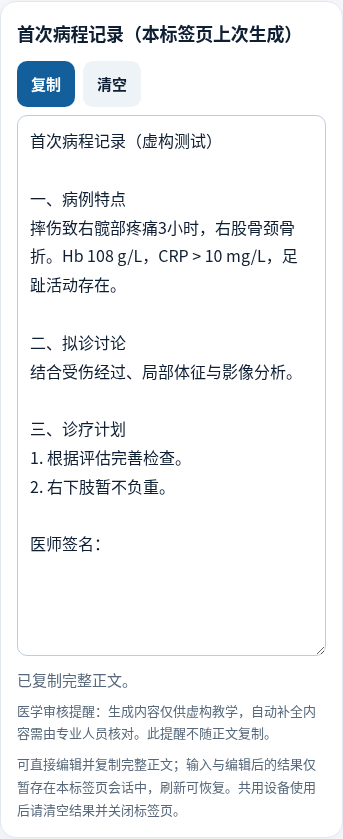 首次病程记录（本标签页上次生成）
复制
清空
首次病程记录（虚构测试）
一、病例特点
摔伤致右髋部疼痛3小时，右股骨颈骨
折。Hb 108 g/L，CRP > 10 mg/L，足
趾活动存在。
二、拟诊讨论
结合受伤经过、局部体征与影像分析。
三、诊疗计划
1. 根据评估完善检查。
2. 右下肢暂不负重。
医师签名：
已复制完整正文。
医学审核提醒：生成内容仅供虚构教学，自动补全内
容需由专业人员核对。此提醒不随正文复制。
可直接编辑并复制完整正文；输入与编辑后的结果仅
暂存在本标签页会话中，刷新可恢复。共用设备使用
后请清空结果并关闭标签页。